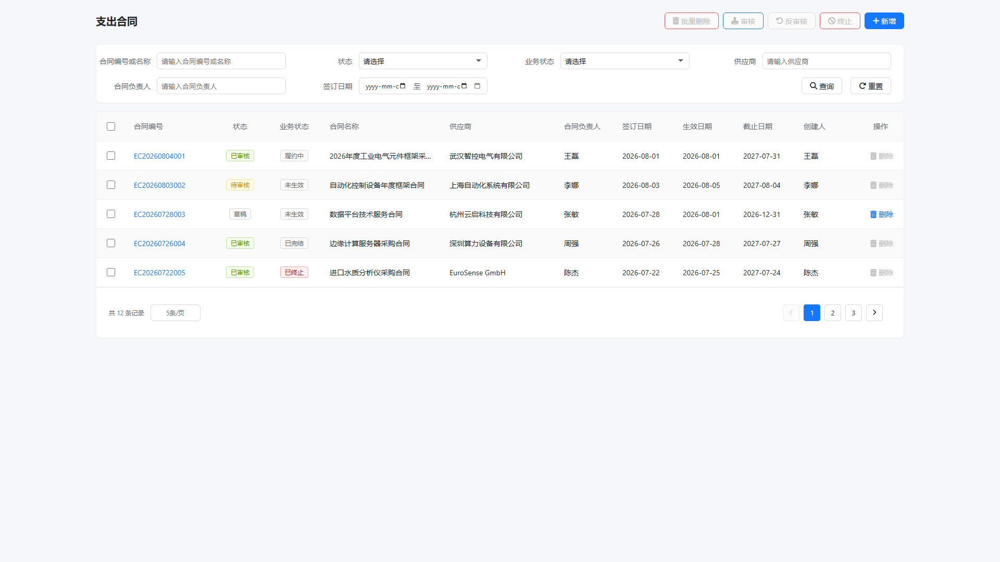 支出合同
批量删除 审核 反审核 终止 新增
合同编号或名称 请输入合同编号或名称 状态 请选择 业务状态 请选择 供应商 请输入供应商
合同负责人 请输入合同负责人 签订日期 yyyy-mm-d 至 yyyy-mm-d 查询 重置
合同编号 状态 业务状态 合同名称 供应商 合同负责人 签订日期 生效日期 截止日期 创建人 操作
EC20260804001 已审核 履约中 2026年度工业电气元件框架采... 武汉智控电气有限公司 王磊 2026-08-01 2026-08-01 2027-07-31 王磊 删除
EC20260803002 待审核 未生效 自动化控制设备年度框架合同 上海自动化系统有限公司 李娜 2026-08-03 2026-08-05 2027-08-04 李娜 删除
EC20260728003 草稿 未生效 数据平台技术服务合同 杭州云启科技有限公司 张敏 2026-07-28 2026-08-01 2026-12-31 张敏 删除
EC20260726004 已审核 已完结 边缘计算服务器采购合同 深圳算力设备有限公司 周强 2026-07-26 2026-07-28 2027-07-27 周强 删除
EC20260722005 已审核 已终止 进口水质分析仪采购合同 EuroSense GmbH 陈杰 2026-07-22 2026-07-25 2027-07-24 陈杰 删除
共 12 条记录 5条/页 1 2 3